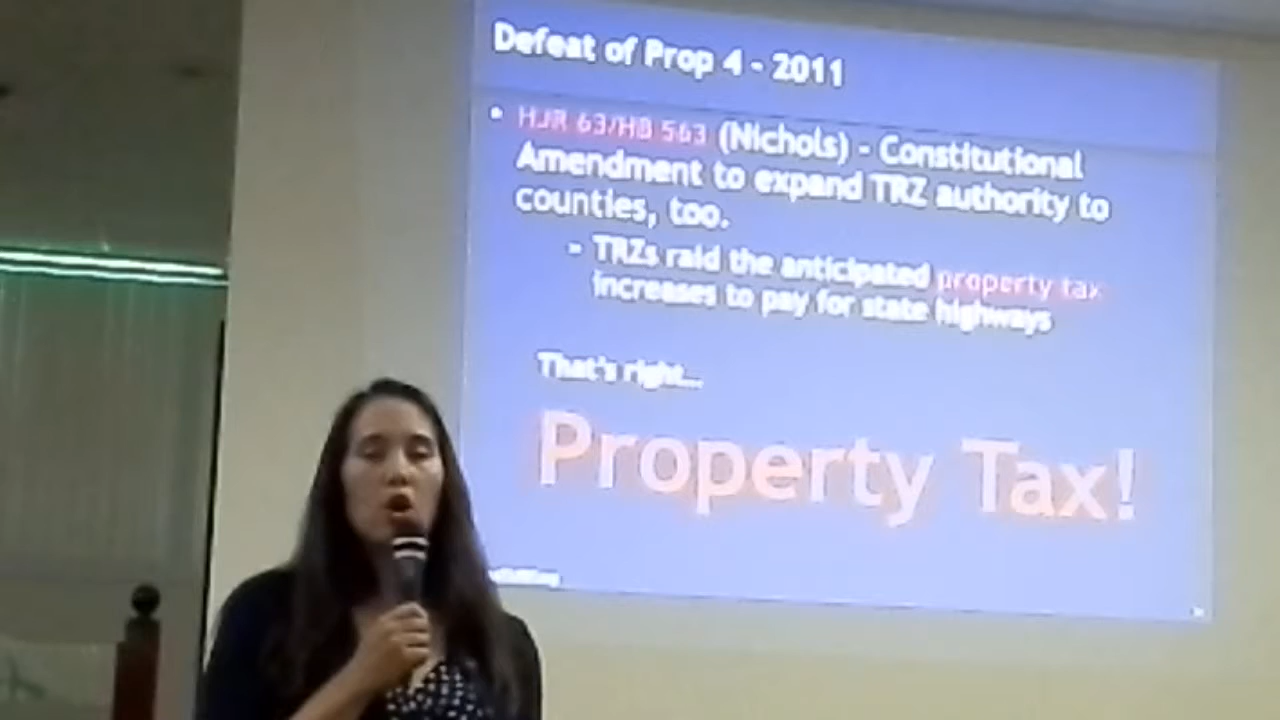 Defeat of Prop 4 - 2011
• HJR 63/HB 563 (Nichols) - Constitutional
Amendment to expand TRZ authority to
counties, too.
- TRZs raid the anticipated property tax
increases to pay for state highways
That's right...
Property Tax!